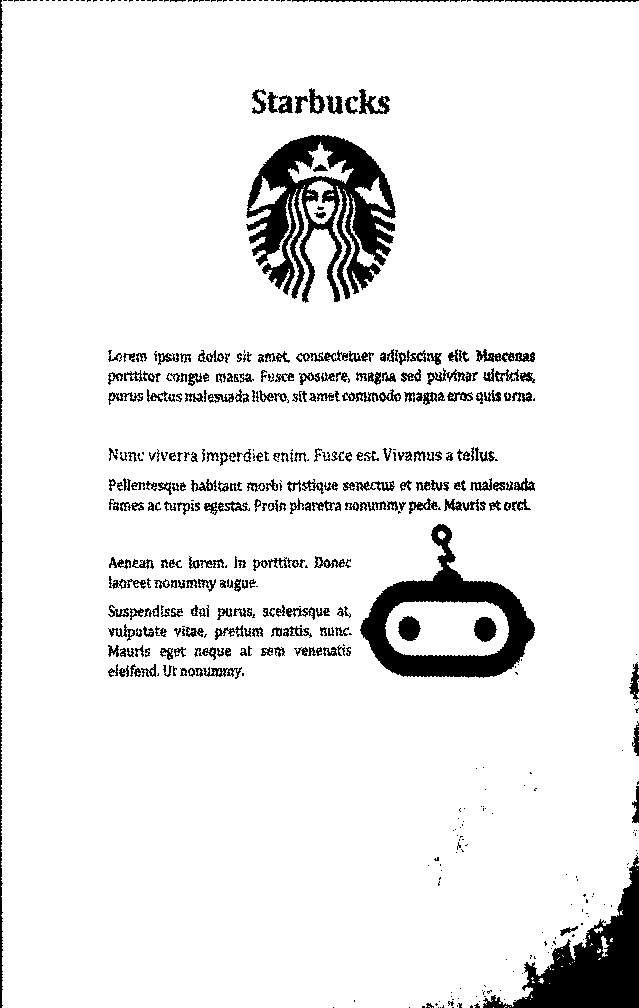 Starbucks
Lorem ipsum dolor sit amet, consectetuer adipiscing elit. Maecenas
porttitor congue massa. Fusce posuere, magna sed pulvinar ultricies,
purus lectus malesuada libero, sit amet commodo magna eros quis urna.
Nunc viverra imperdiet enim. Fusce est. Vivamus a tellus.
Pellentesque habitant morbi tristique senectus et netus et malesuada
fames ac turpis egestas. Proin pharetra nonummy pede. Mauris et orci.
Aenean nec lorem. In porttitor. Donec
laoreet nonummy augue.
Suspendisse dui purus, scelerisque at,
vulputate vitae, pretium mattis, nunc.
Mauris eget neque at sem venenatis
eleifend. Ut nonummy.